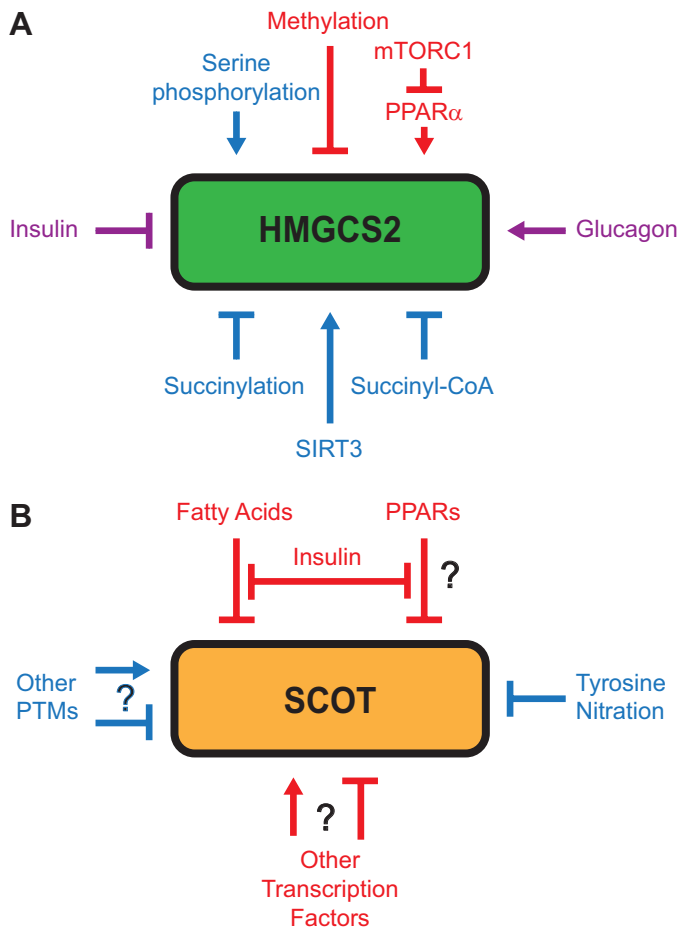 A
Methylation
mTORC1
Serine
phosphorylation
PPARα
Insulin
HMGCS2
Glucagon
Succinylation
Succinyl-CoA
SIRT3
B
Fatty Acids
PPARs
Insulin
?
Other
PTMs
?
SCOT
Tyrosine
Nitration
?
Other
Transcription
Factors